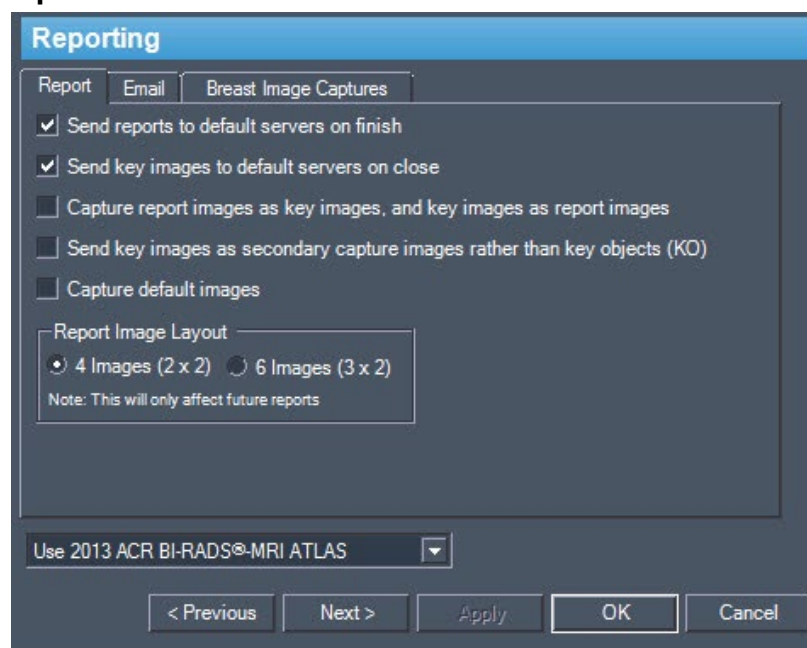 Reporting
Report Email Breast Image Captures
Send reports to default servers on finish
Send key images to default servers on close
Capture report images as key images, and key images as report images
Send key images as secondary capture images rather than key objects (KO)
Capture default images
Report Image Layout
4 Images (2 x 2) 6 Images (3 x 2)
Note: This will only affect future reports
Use 2013 ACR BI-RADS®-MRI ATLAS
< Previous Next > Apply OK Cancel